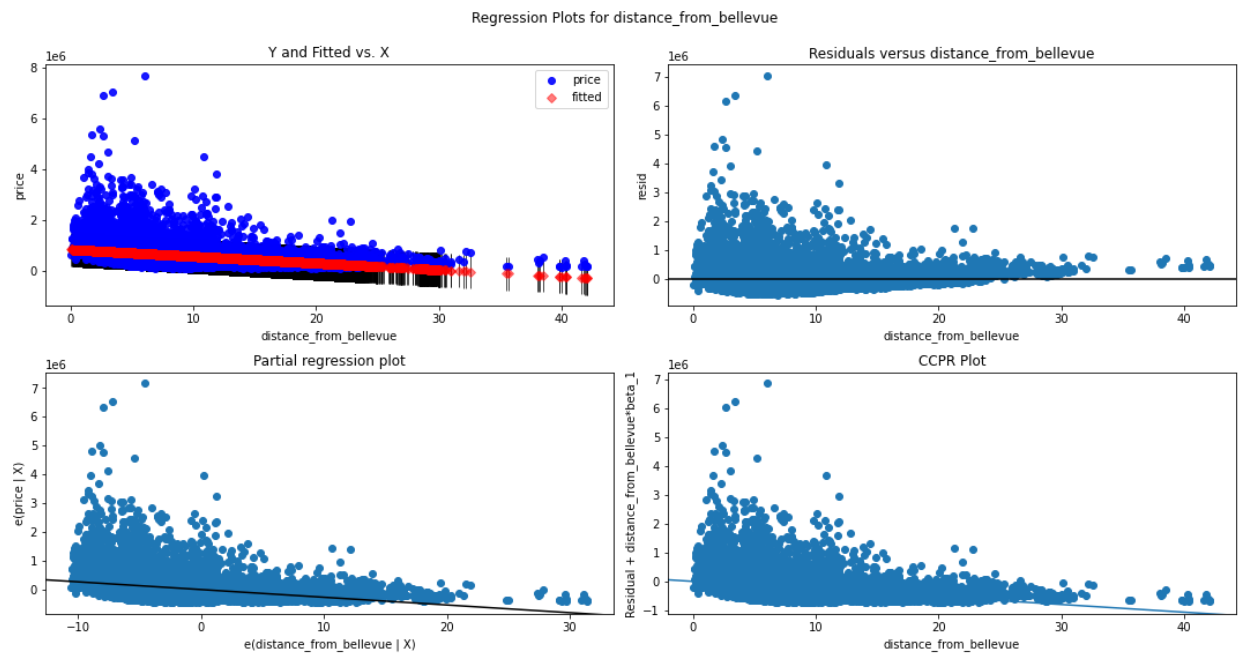 Regression Plots for distance_from_bellevue
Y and Fitted vs. X
1e6
8
6
4
2
0
price
price
fitted
0
10
20
30
40
distance_from_bellevue
Residuals versus distance_from_bellevue
1e6
7
6
5
4
3
2
1
0
resid
0
10
20
30
40
distance_from_bellevue
Partial regression plot
1e6
7
6
5
4
3
2
1
0
e(price | X)
−10
0
10
20
30
e(distance_from_bellevue | X)
CCPR Plot
1e6
7
6
5
4
3
2
1
0
−1
Residual + distance_from_bellevue*beta_1
0
10
20
30
40
distance_from_bellevue